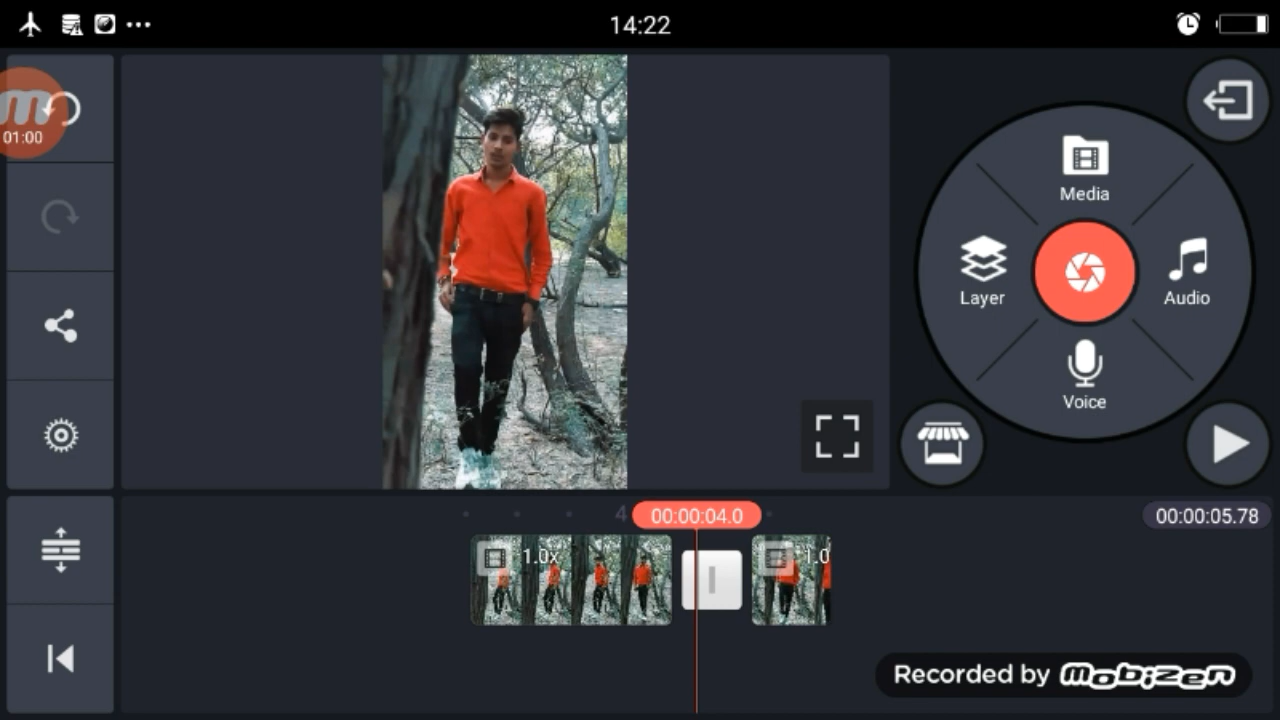 14:22
01:00
Media
Layer
Audio
Voice
4
00:00:04.0
00:00:05.78
1.0x
1.0
Recorded by mobizen